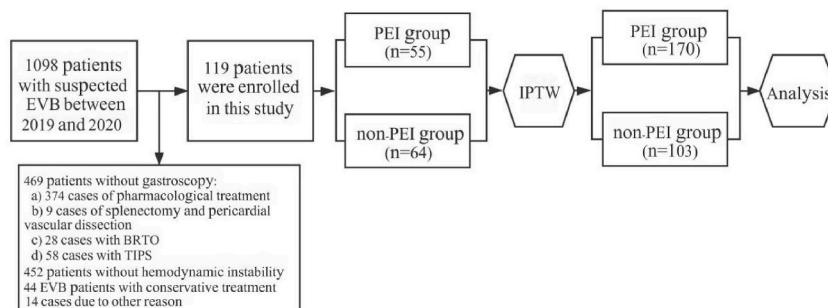 1098 patients
with suspected
EVB between
2019 and 2020
119 patients
were enrolled
in this study
PEI group
(n=55)
non-PEI group
(n=64)
IPTW
PEI group
(n=170)
non-PEI group
(n=103)
Analysis
469 patients without gastroscopy:
a) 374 cases of pharmacological treatment
b) 9 cases of splenectomy and pericardial
vascular dissection
c) 28 cases with BRTO
d) 58 cases with TIPS
452 patients without hemodynamic instability
44 EVB patients with conservative treatment
14 cases due to other reason